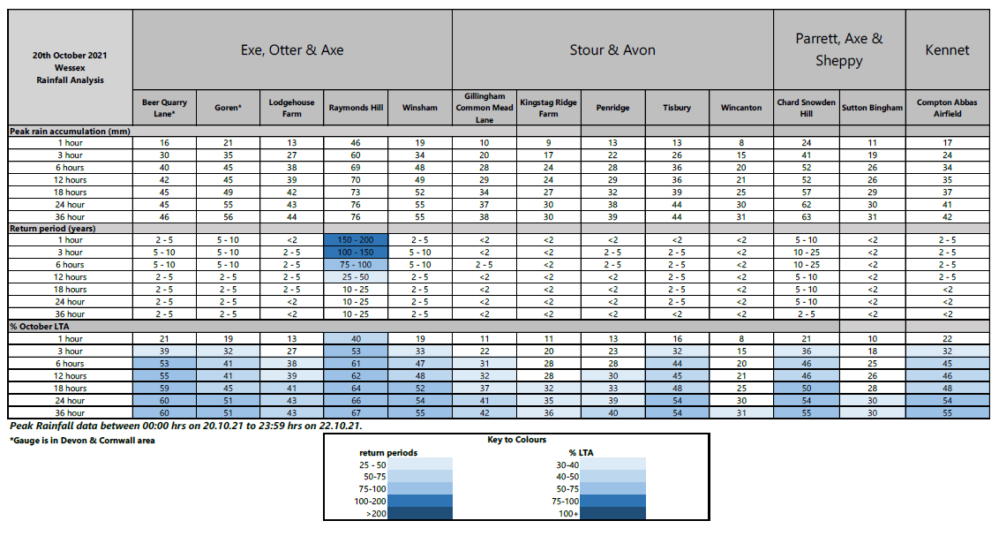 20th October 2021
Wessex
Rainfall Analysis
Exe, Otter & Axe
Stour & Avon
Parrett, Axe &
Sheppy
Kennet
Beer Quarry
Lane*
Goren*
Lodgehouse
Farm
Raymonds Hill
Winsham
Gillingham
Common Mead
Lane
Kingstag Ridge
Farm
Penridge
Tisbury
Wincanton
Chard Snowden
Hill
Sutton Bingham
Compton Abbas
Airfield
Peak rain accumulation (mm)
1 hour 16 21 13 46 19 10 9 13 13 8 24 11 17
3 hour 30 35 27 60 34 20 17 22 26 15 41 19 24
6 hours 40 45 38 69 48 28 24 28 36 20 52 26 34
12 hours 42 45 39 70 49 29 24 29 36 21 52 26 35
18 hours 45 49 42 73 52 34 27 32 39 25 57 29 37
24 hour 45 55 43 76 55 37 30 38 44 30 62 30 41
36 hour 46 56 44 76 55 38 30 39 44 31 63 31 42
Return period (years)
1 hour 2 - 5 5 - 10 <2 150 - 200 2 - 5 <2 <2 <2 <2 <2 5 - 10 <2 2 - 5
3 hour 5 - 10 5 - 10 2 - 5 100 - 150 5 - 10 <2 <2 2 - 5 2 - 5 <2 10 - 25 <2 2 - 5
6 hours 5 - 10 5 - 10 2 - 5 75 - 100 5 - 10 2 - 5 <2 2 - 5 2 - 5 <2 10 - 25 <2 2 - 5
12 hours 2 - 5 2 - 5 2 - 5 25 - 50 2 - 5 <2 <2 <2 2 - 5 <2 5 - 10 <2 2 - 5
18 hours 2 - 5 2 - 5 2 - 5 10 - 25 2 - 5 <2 <2 <2 2 - 5 <2 5 - 10 <2 <2
24 hour 2 - 5 2 - 5 <2 10 - 25 2 - 5 <2 <2 <2 2 - 5 <2 5 - 10 <2 <2
36 hour 2 - 5 2 - 5 <2 10 - 25 2 - 5 <2 <2 <2 <2 <2 2 - 5 <2 <2
% October LTA
1 hour 21 19 13 40 19 11 11 13 16 8 21 10 22
3 hour 39 32 27 53 33 22 20 23 32 15 36 18 32
6 hours 53 41 38 61 47 31 28 28 44 20 46 25 45
12 hours 55 41 39 62 48 32 28 30 45 21 46 26 46
18 hours 59 45 41 64 52 37 32 33 48 25 50 28 48
24 hour 60 51 43 66 54 41 35 39 54 30 54 30 54
36 hour 60 51 43 67 55 42 36 40 54 31 55 30 55
Peak Rainfall data between 00:00 hrs on 20.10.21 to 23:59 hrs on 22.10.21.
*Gauge is in Devon & Cornwall area
Key to Colours
return periods % LTA
25 - 50 30-40
50-75 40-50
75-100 50-75
100-200 75-100
>200 100+